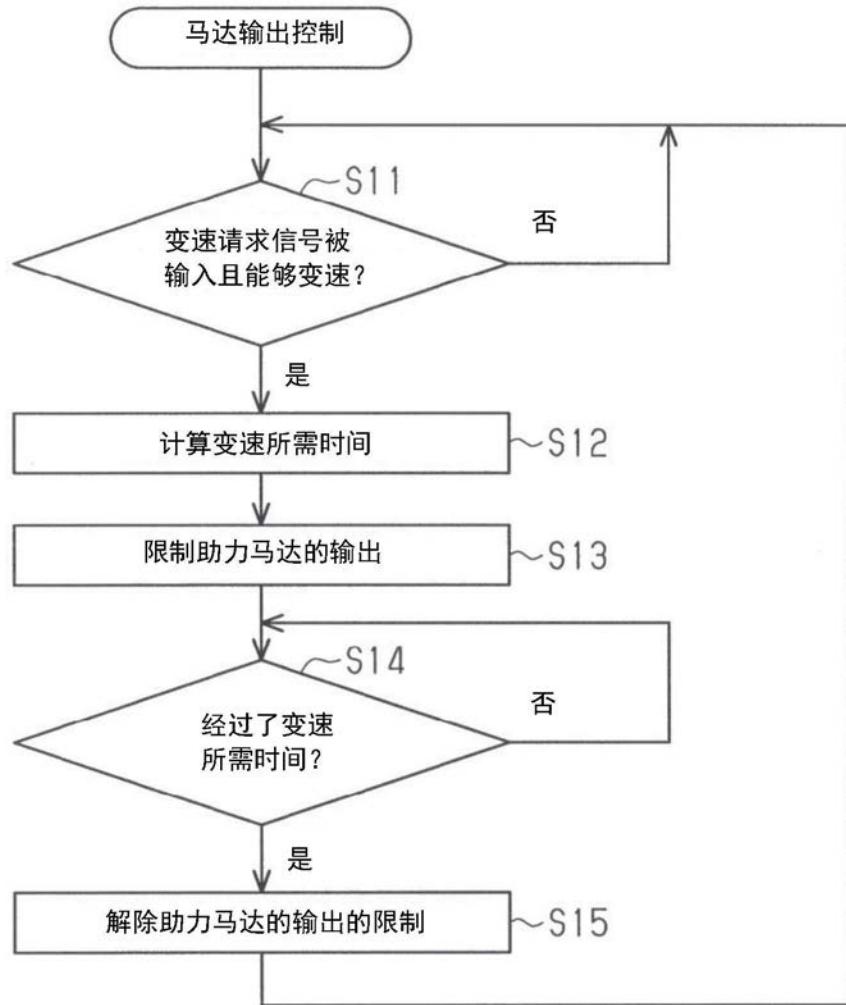 马达输出控制
S11
变速请求信号被
输入且能够变速？
否
是
计算变速所需时间
S12
限制助力马达的输出
S13
S14
经过了变速
所需时间？
否
是
解除助力马达的输出的限制
S15